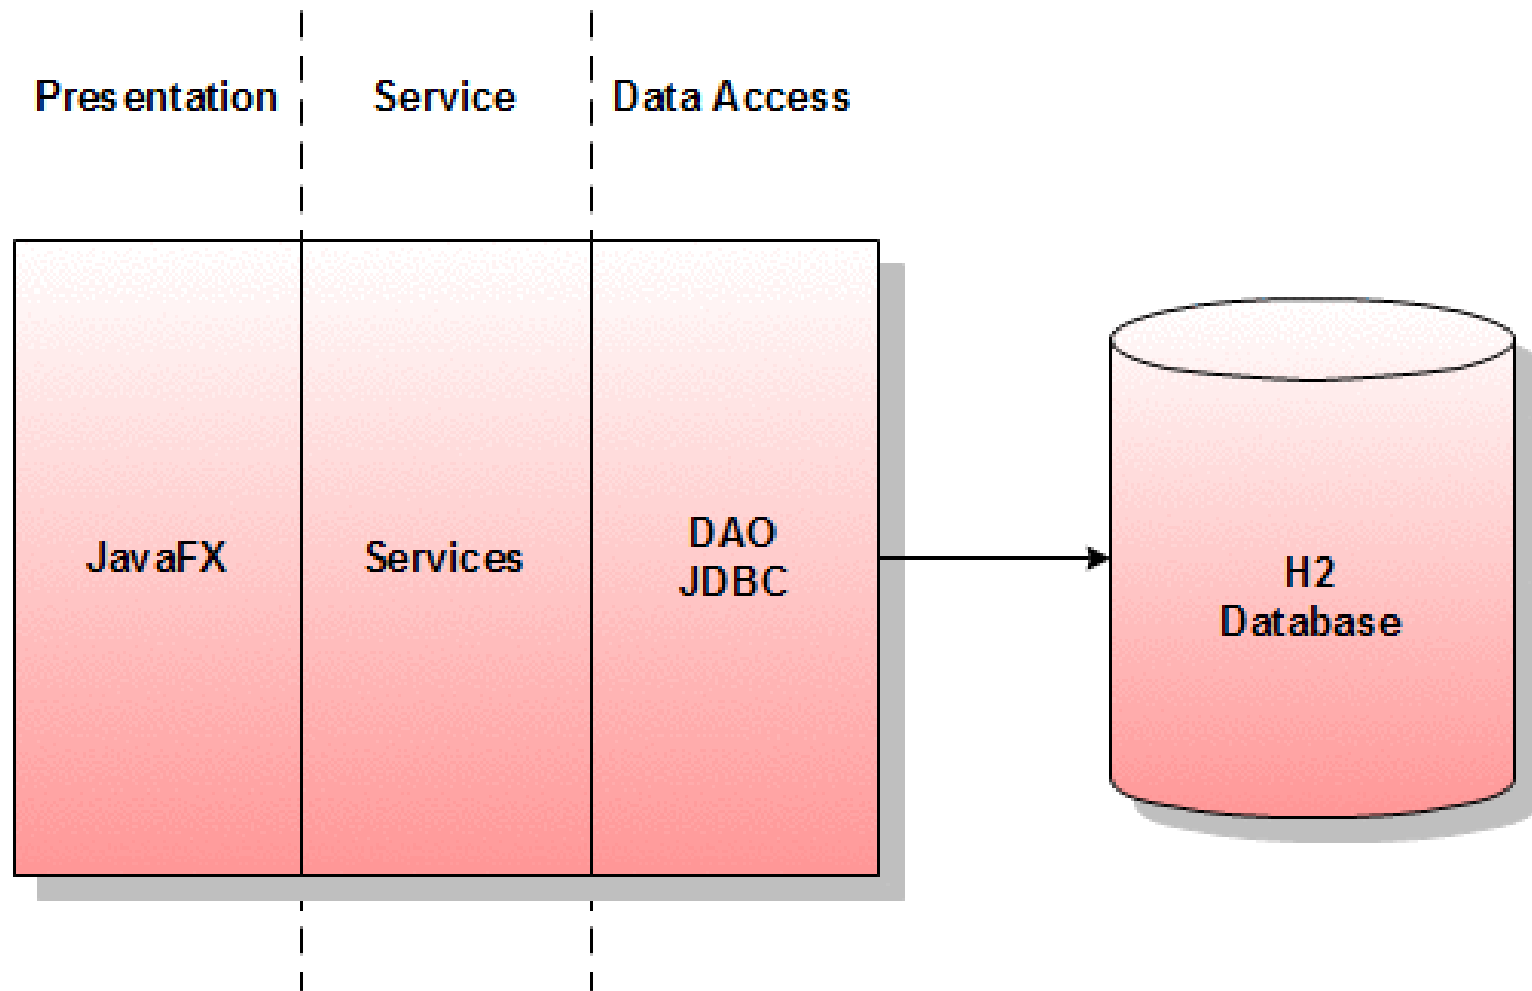 Presentation
Service
Data Access
JavaFX
Services
DAO
JDBC
H2
Database